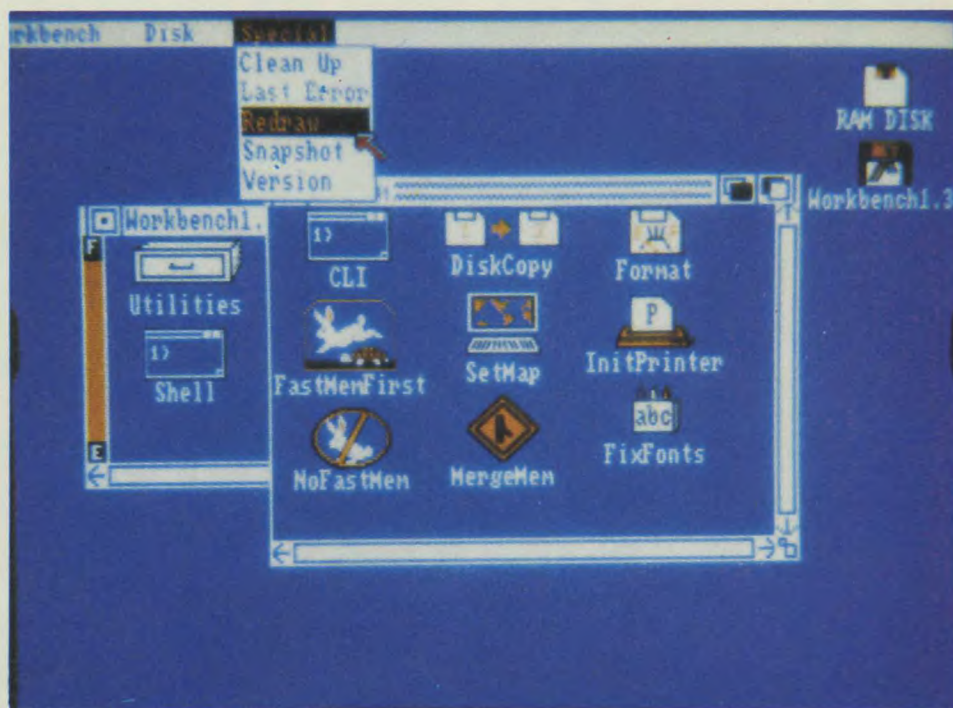 rkbench Disk Special
Clean Up
Last Error
Redraw
Snapshot
Version
RAM DISK
Workbench1.3
Workbench1.
F
E
Utilities
1>
Shell
1>
CLI
DiskCopy
Format
FastMemFirst
SetMap
P
InitPrinter
NoFastMem
MergeMem
abc
FixFonts